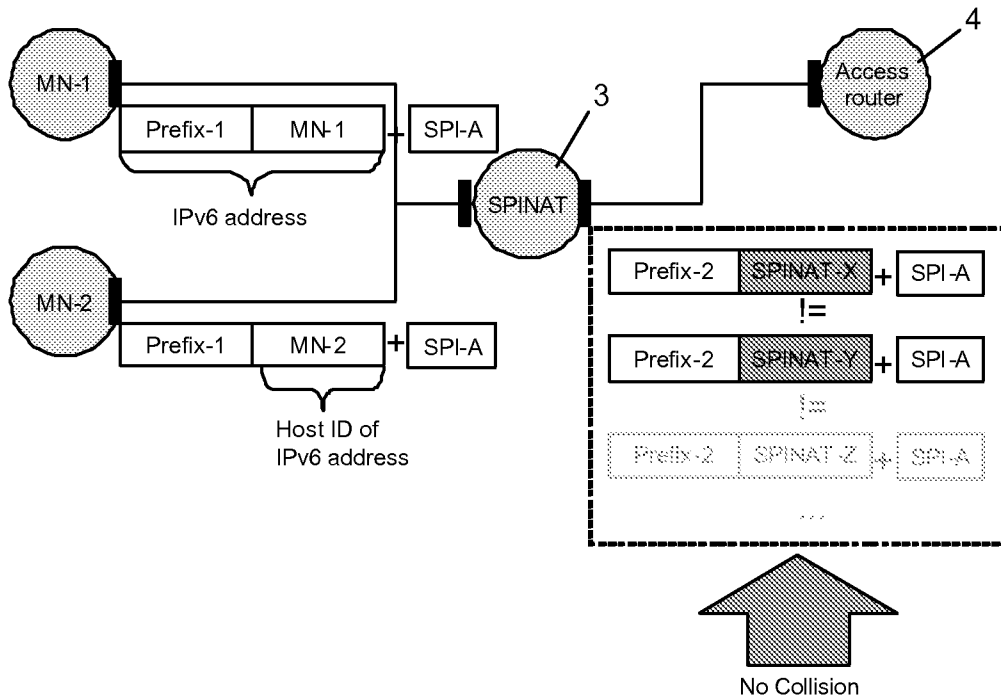 3
4
MN-1
Access
router
Prefix-1 MN-1 + SPI-A
SPINAT
IPv6 address
MN-2
Prefix-2 SPINAT-X + SPI-A
!=
Prefix-1 MN-2 + SPI-A
Prefix-2 SPINAT-Y + SPI-A
!=
Host ID of
IPv6 address
Prefix-2 SPINAT-Z + SPI-A
...
No Collision